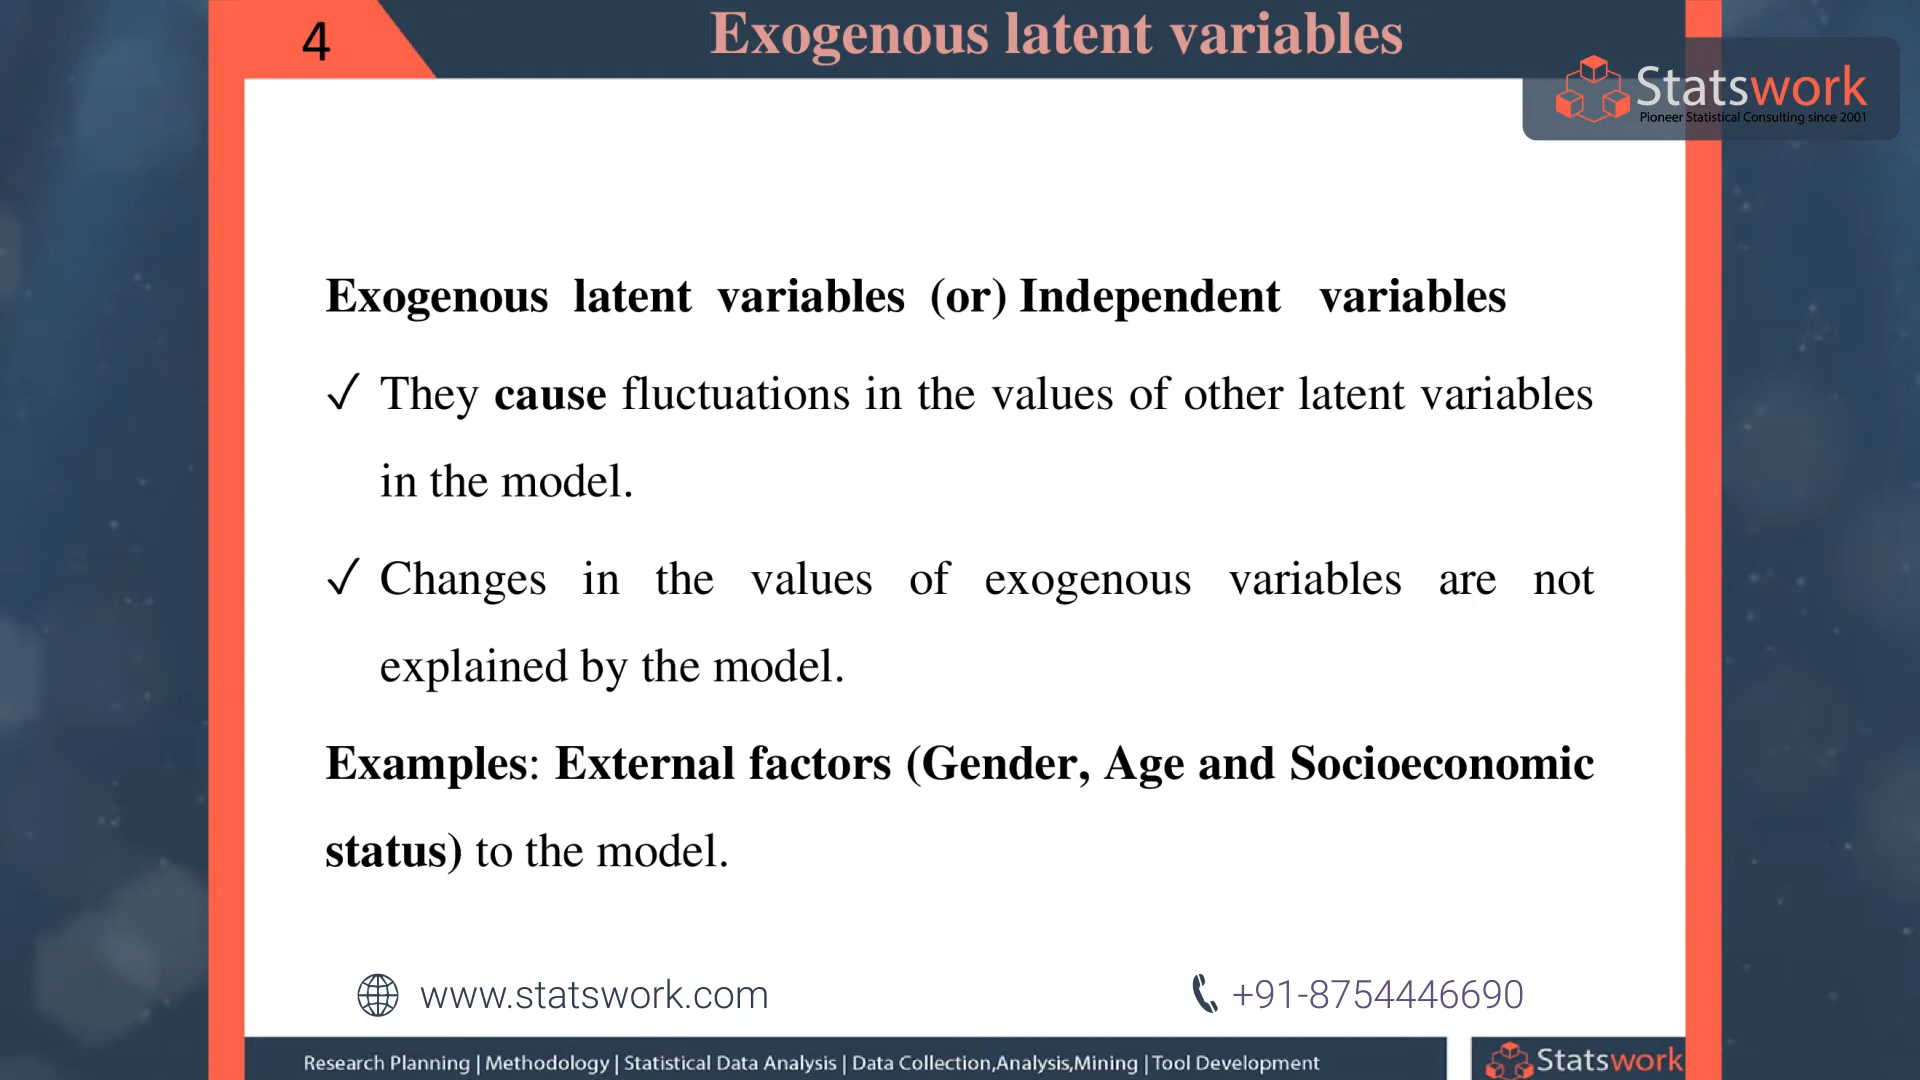 4
Exogenous latent variables
Statswork
Pioneer Statistical Consulting since 2001
Exogenous latent variables (or) Independent variables
✓ They cause fluctuations in the values of other latent variables
in the model.
✓ Changes in the values of exogenous variables are not
explained by the model.
Examples: External factors (Gender, Age and Socioeconomic
status) to the model.
www.statswork.com
+91-8754446690
Research Planning | Methodology | Statistical Data Analysis | Data Collection,Analysis,Mining | Tool Development
Statswork